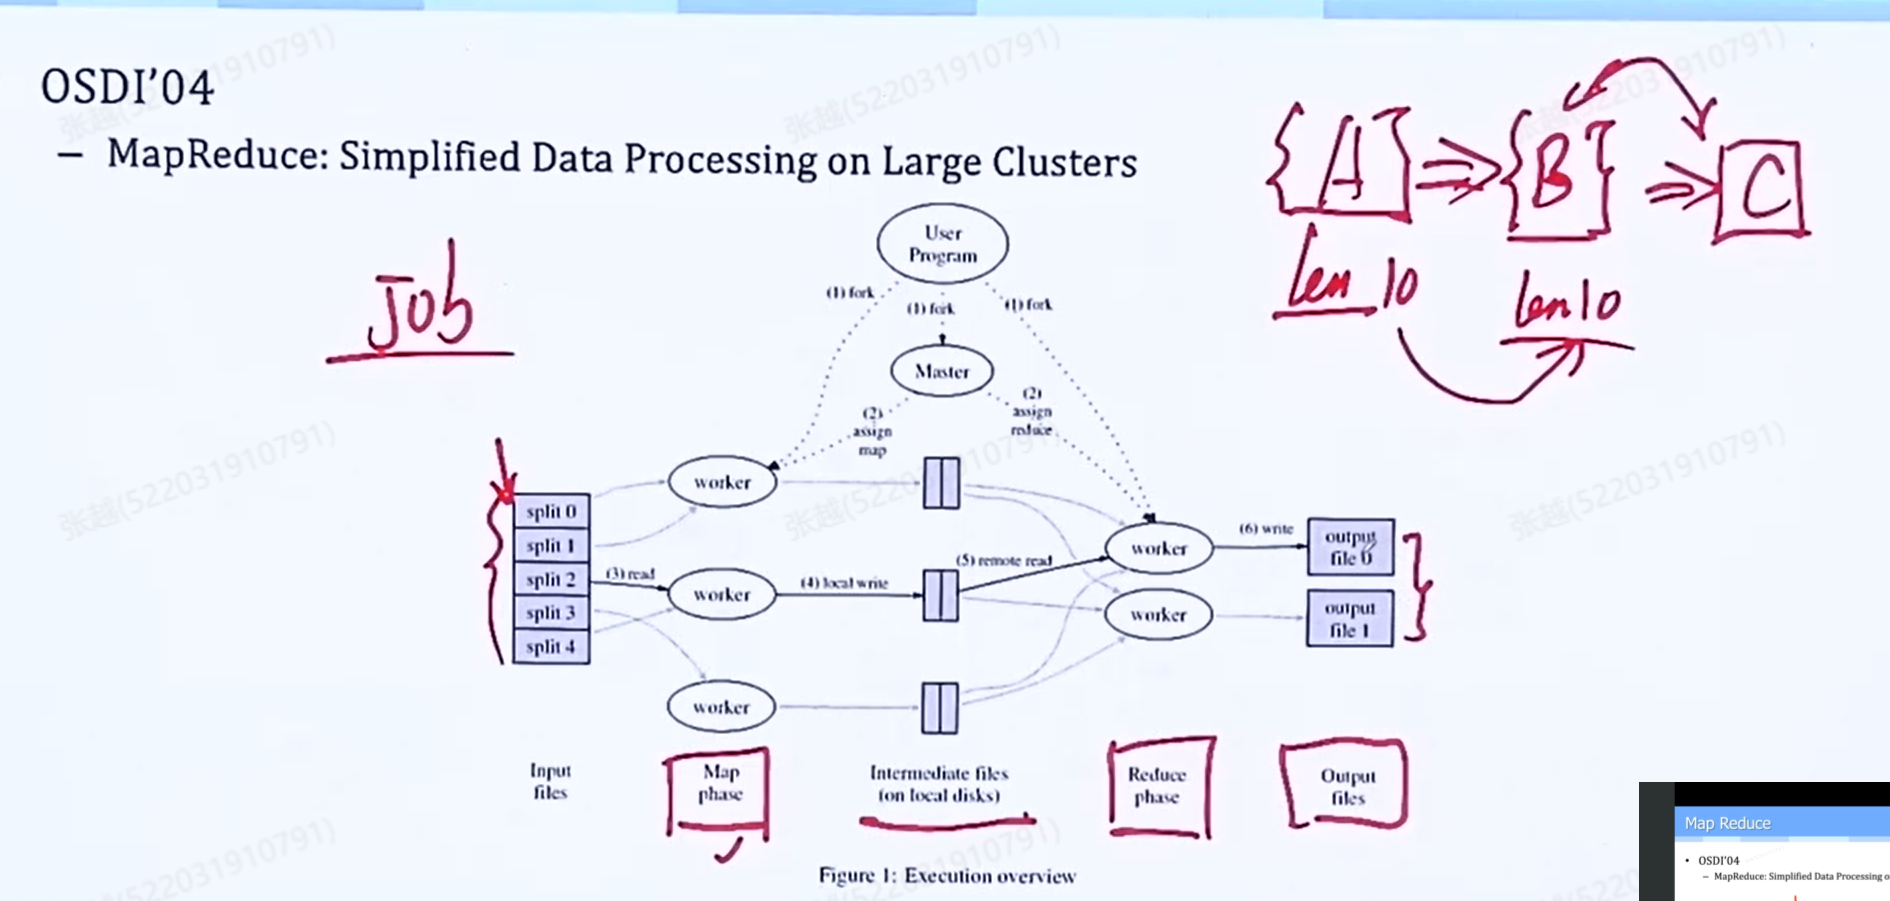 OSDI'04
– MapReduce: Simplified Data Processing on Large Clusters
{A] ⇒ {B} ⇒ C
len 10
len 10
Job
User
Program
(1) fork
(1) fork
(1) fork
Master
(2)
assign
map
(2)
assign
reduce
split 0
split 1
split 2
split 3
split 4
(3) read
worker
worker
worker
(4) local write
(5) remote read
worker
worker
(6) write
output
file 0
output
file 1
Input
files
Map
phase
Intermediate files
(on local disks)
Reduce
phase
Output
files
Figure 1: Execution overview
Map Reduce
• OSDI'04
– MapReduce: Simplified Data Processing o
张越(522031910791)